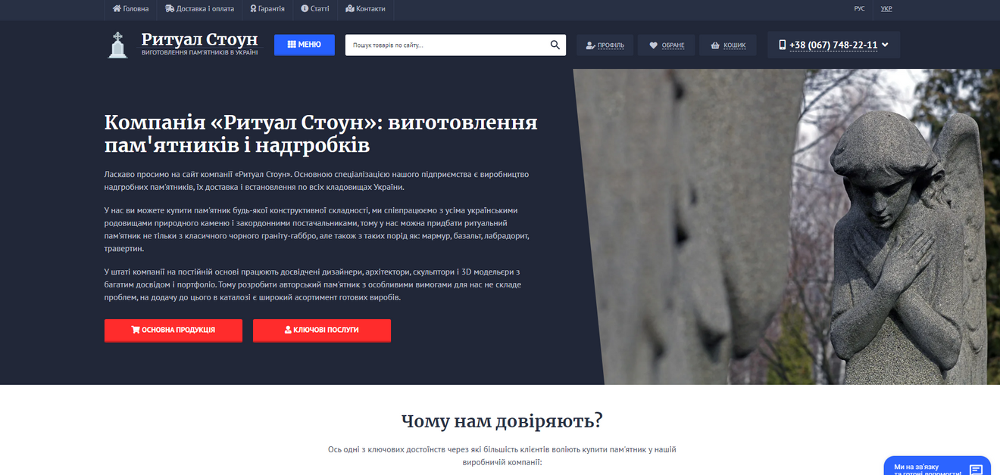 Головна
Доставка і оплата
Гарантія
Статті
Контакти
РУС
УКР
Ритуал Стоун
ВИГОТОВЛЕННЯ ПАМ'ЯТНИКІВ В УКРАЇНІ
МЕНЮ
Пошук товарів по сайту...
ПРОФІЛЬ
ОБРАНЕ
КОШИК
+38 (067) 748-22-11
Компанія «Ритуал Стоун»: виготовлення
пам'ятників і надгробків
Ласкаво просимо на сайт компанії «Ритуал Стоун». Основною спеціалізацією нашого підприємства є виробництво
надгробних пам'ятників, їх доставка і встановлення по всіх кладовищах України.
У нас ви можете купити пам'ятник будь-якої конструктивної складності, ми співпрацюємо з усіма українськими
родовищами природного каменю і закордонними постачальниками, тому у нас можна придбати ритуальний
пам'ятник не тільки з класичного чорного граніту-габбро, але також з таких порід як: мармур, базальт, лабрадорит,
травертин.
У штаті компанії на постійній основі працюють досвідчені дизайнери, архітектори, скульптори і 3D модельєри з
багатим досвідом і портфоліо. Тому розробити авторський пам'ятник з особливими вимогами для нас не складе
проблем, на додачу до цього в каталозі є широкий асортимент готових виробів.
ОСНОВНА ПРОДУКЦІЯ
КЛЮЧОВІ ПОСЛУГИ
Чому нам довіряють?
Ось одні з ключових достоїнств через які більшість клієнтів воліють купити пам'ятник у нашій
виробничій компанії:
Ми на зв'язку
та готові допомогти!